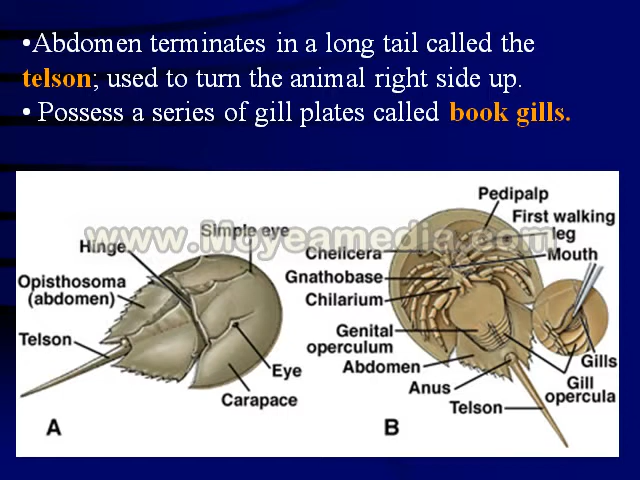 •Abdomen terminates in a long tail called the
telson; used to turn the animal right side up.
• Possess a series of gill plates called book gills.
www.Moyeamedia.com
Simple eye
Hinge
Opisthosoma
(abdomen)
Telson
Eye
Carapace
A
Pedipalp
First walking
leg
Mouth
Chelicera
Gnathobase
Chilarium
Genital
operculum
Abdomen
Anus
Telson
Gills
Gill
opercula
B